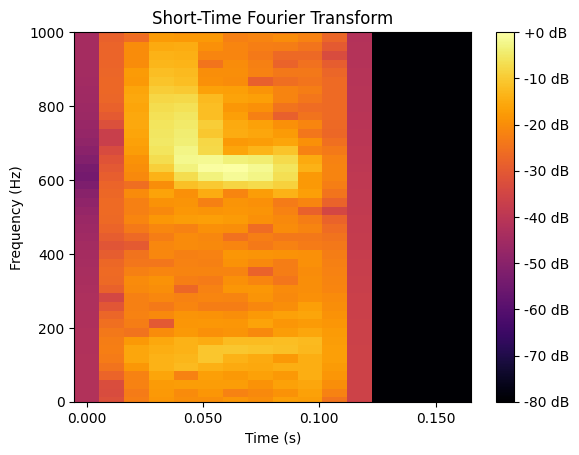 Short-Time Fourier Transform
1000
800
600
400
200
0
Frequency (Hz)
0.000
0.050
0.100
0.150
Time (s)
+0 dB
-10 dB
-20 dB
-30 dB
-40 dB
-50 dB
-60 dB
-70 dB
-80 dB